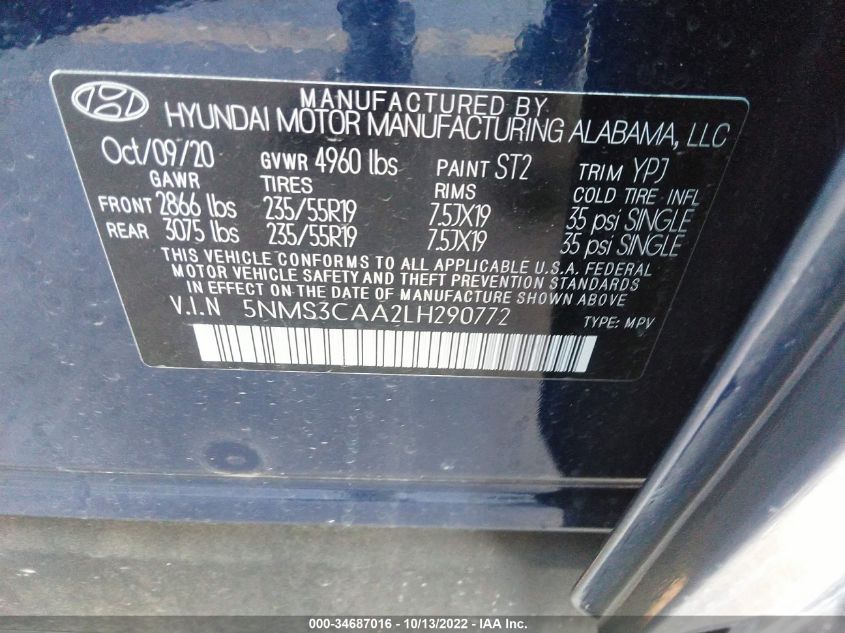 MANUFACTURED BY
HYUNDAI MOTOR MANUFACTURING ALABAMA, LLC
Oct/09/20 GVWR 4960 lbs PAINT ST2 TRIM YPJ
GAWR TIRES RIMS COLD TIRE INFL
FRONT 2866 lbs 235/55R19 7.5JX19 35 psi SINGLE
REAR 3075 lbs 235/55R19 7.5JX19 35 psi SINGLE
THIS VEHICLE CONFORMS TO ALL APPLICABLE U.S.A. FEDERAL
MOTOR VEHICLE SAFETY AND THEFT PREVENTION STANDARDS
IN EFFECT ON THE DATE OF MANUFACTURE SHOWN ABOVE
V.I.N 5NMS3CAA2LH290772 TYPE: MPV
000-34687016 - 10/13/2022 - IAA Inc.